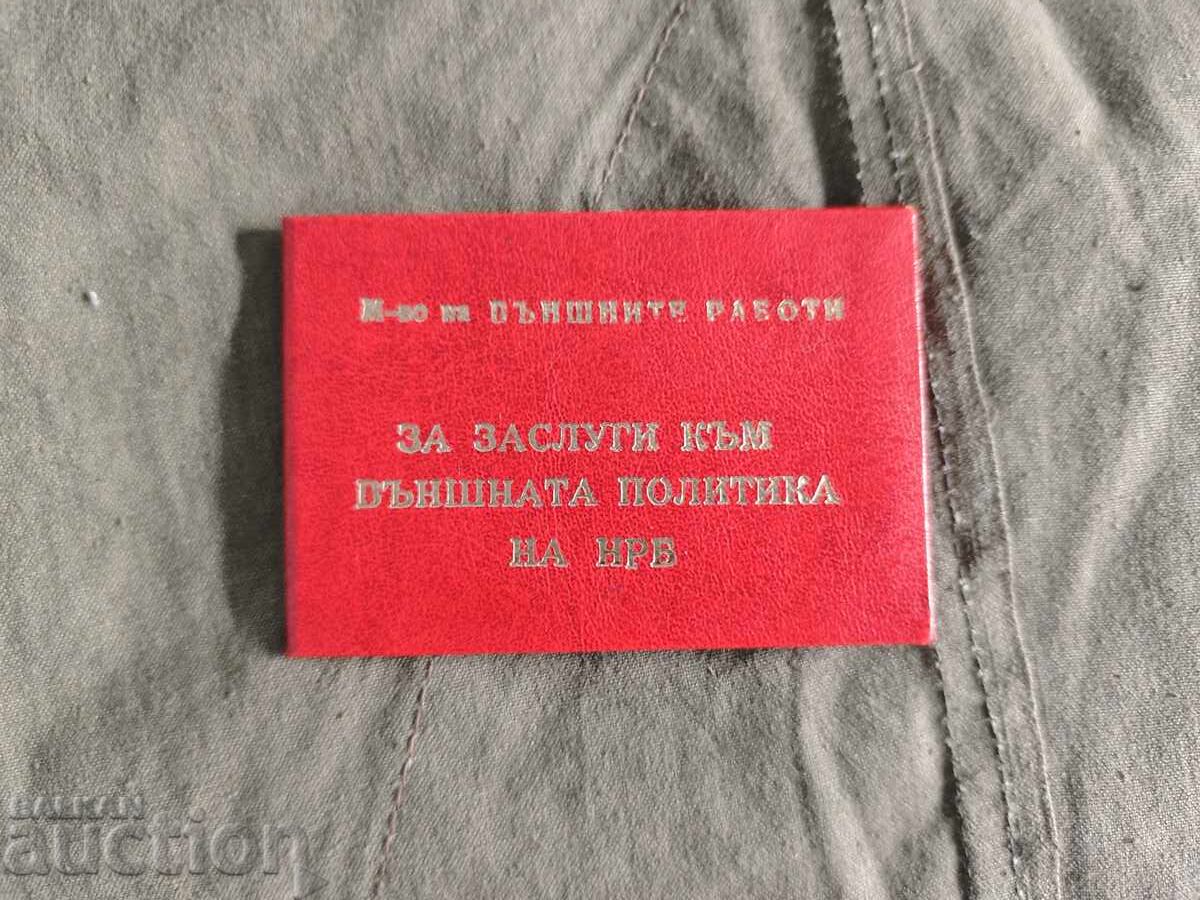 М-во на ВЪНШНИТЕ РАБОТИ
ЗА ЗАСЛУГИ КЪМ
ВЪНШНАТА ПОЛИТИКА
НА НРБ
BALKAN
auction